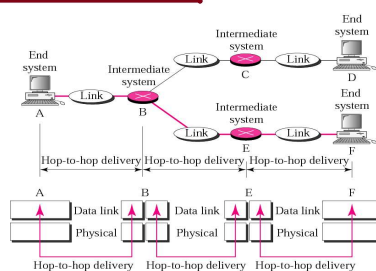 End
system
Intermediate
system
Link
Link
C
D
End
system
Intermediate
system
Link
A
B
Intermediate
system
End
system
Link
Link
E
F
Hop-to-hop delivery
Hop-to-hop delivery
Hop-to-hop delivery
A
B
E
F
Data link
Data link
Data link
Physical
Physical
Physical
Hop-to-hop delivery
Hop-to-hop delivery
Hop-to-hop delivery